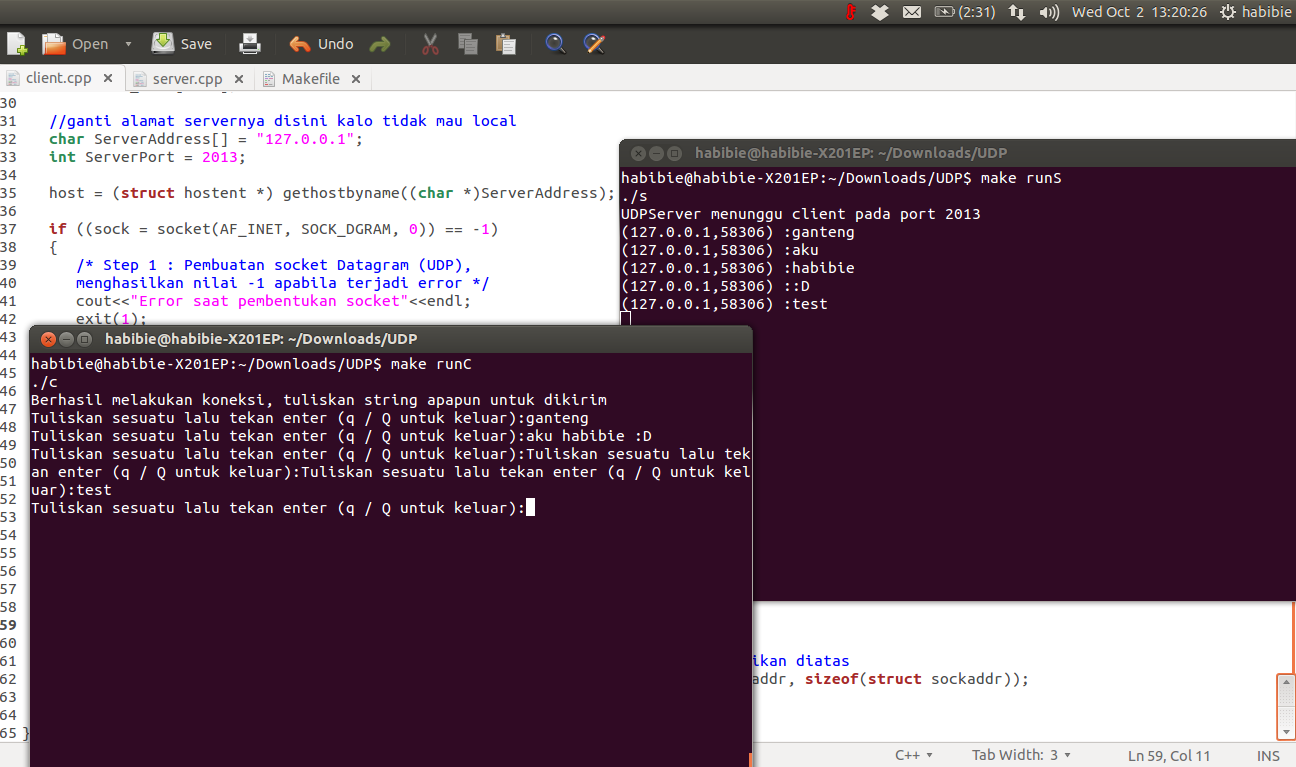 (2:31) Wed Oct 2 13:20:26 habibie
Open Save Undo
client.cpp server.cpp Makefile
30
31 //ganti alamat servernya disini kalo tidak mau local
32 char ServerAddress[] = "127.0.0.1";
33 int ServerPort = 2013;
34
35 host = (struct hostent *) gethostbyname((char *)ServerAddress);
36
37 if ((sock = socket(AF_INET, SOCK_DGRAM, 0)) == -1)
38 {
39 /* Step 1 : Pembuatan socket Datagram (UDP),
40 menghasilkan nilai -1 apabila terjadi error */
41 cout<<"Error saat pembentukan socket"<<endl;
42 exit(1);
43
44
45
46
47
48
49
50
51
52
53
54
55
56
57
58
59
60
61 ikan diatas
62 addr, sizeof(struct sockaddr));
63
64
65 }
habibie@habibie-X201EP: ~/Downloads/UDP
habibie@habibie-X201EP:~/Downloads/UDP$ make runS
./s
UDPServer menunggu client pada port 2013
(127.0.0.1,58306) :ganteng
(127.0.0.1,58306) :aku
(127.0.0.1,58306) :habibie
(127.0.0.1,58306) ::D
(127.0.0.1,58306) :test
habibie@habibie-X201EP: ~/Downloads/UDP
habibie@habibie-X201EP:~/Downloads/UDP$ make runC
./c
Berhasil melakukan koneksi, tuliskan string apapun untuk dikirim
Tuliskan sesuatu lalu tekan enter (q / Q untuk keluar):ganteng
Tuliskan sesuatu lalu tekan enter (q / Q untuk keluar):aku habibie :D
Tuliskan sesuatu lalu tekan enter (q / Q untuk keluar):Tuliskan sesuatu lalu tek
an enter (q / Q untuk keluar):Tuliskan sesuatu lalu tekan enter (q / Q untuk kel
uar):test
Tuliskan sesuatu lalu tekan enter (q / Q untuk keluar):
C++ Tab Width: 3 Ln 59, Col 11 INS